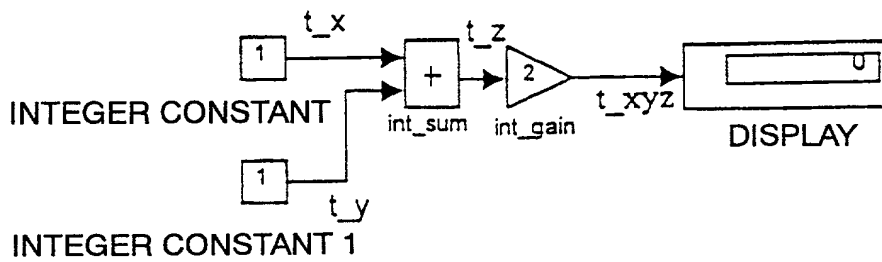 t_x
t_z
1
+
2
0
INTEGER CONSTANT
int_sum
int_gain
t_xyz
DISPLAY
1
t_y
INTEGER CONSTANT 1